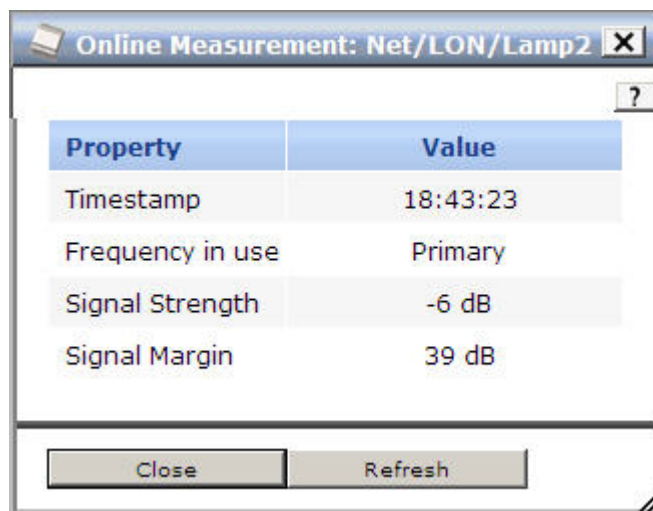 Online Measurement: Net/LON/Lamp2
?
Property Value
Timestamp 18:43:23
Frequency in use Primary
Signal Strength -6 dB
Signal Margin 39 dB
Close Refresh